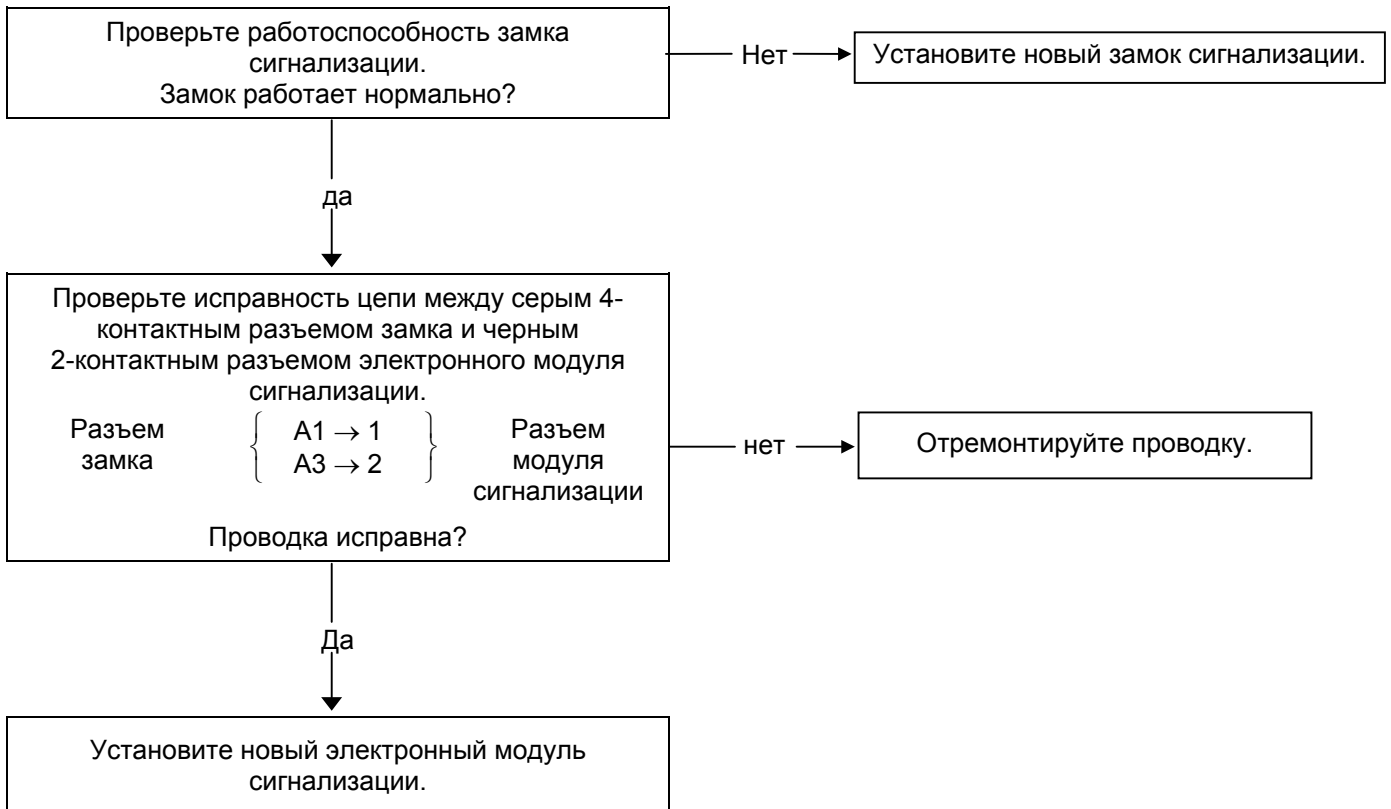 Проверьте работоспособность замка
сигнализации.
Замок работает нормально?
Нет
Установите новый замок сигнализации.
да
Проверьте исправность цепи между серым 4-
контактным разъемом замка и черным
2-контактным разъемом электронного модуля
сигнализации.
Разъем
замка
А1 → 1
А3 → 2
Разъем
модуля
сигнализации
Проводка исправна?
нет
Отремонтируйте проводку.
Да
Установите новый электронный модуль
сигнализации.